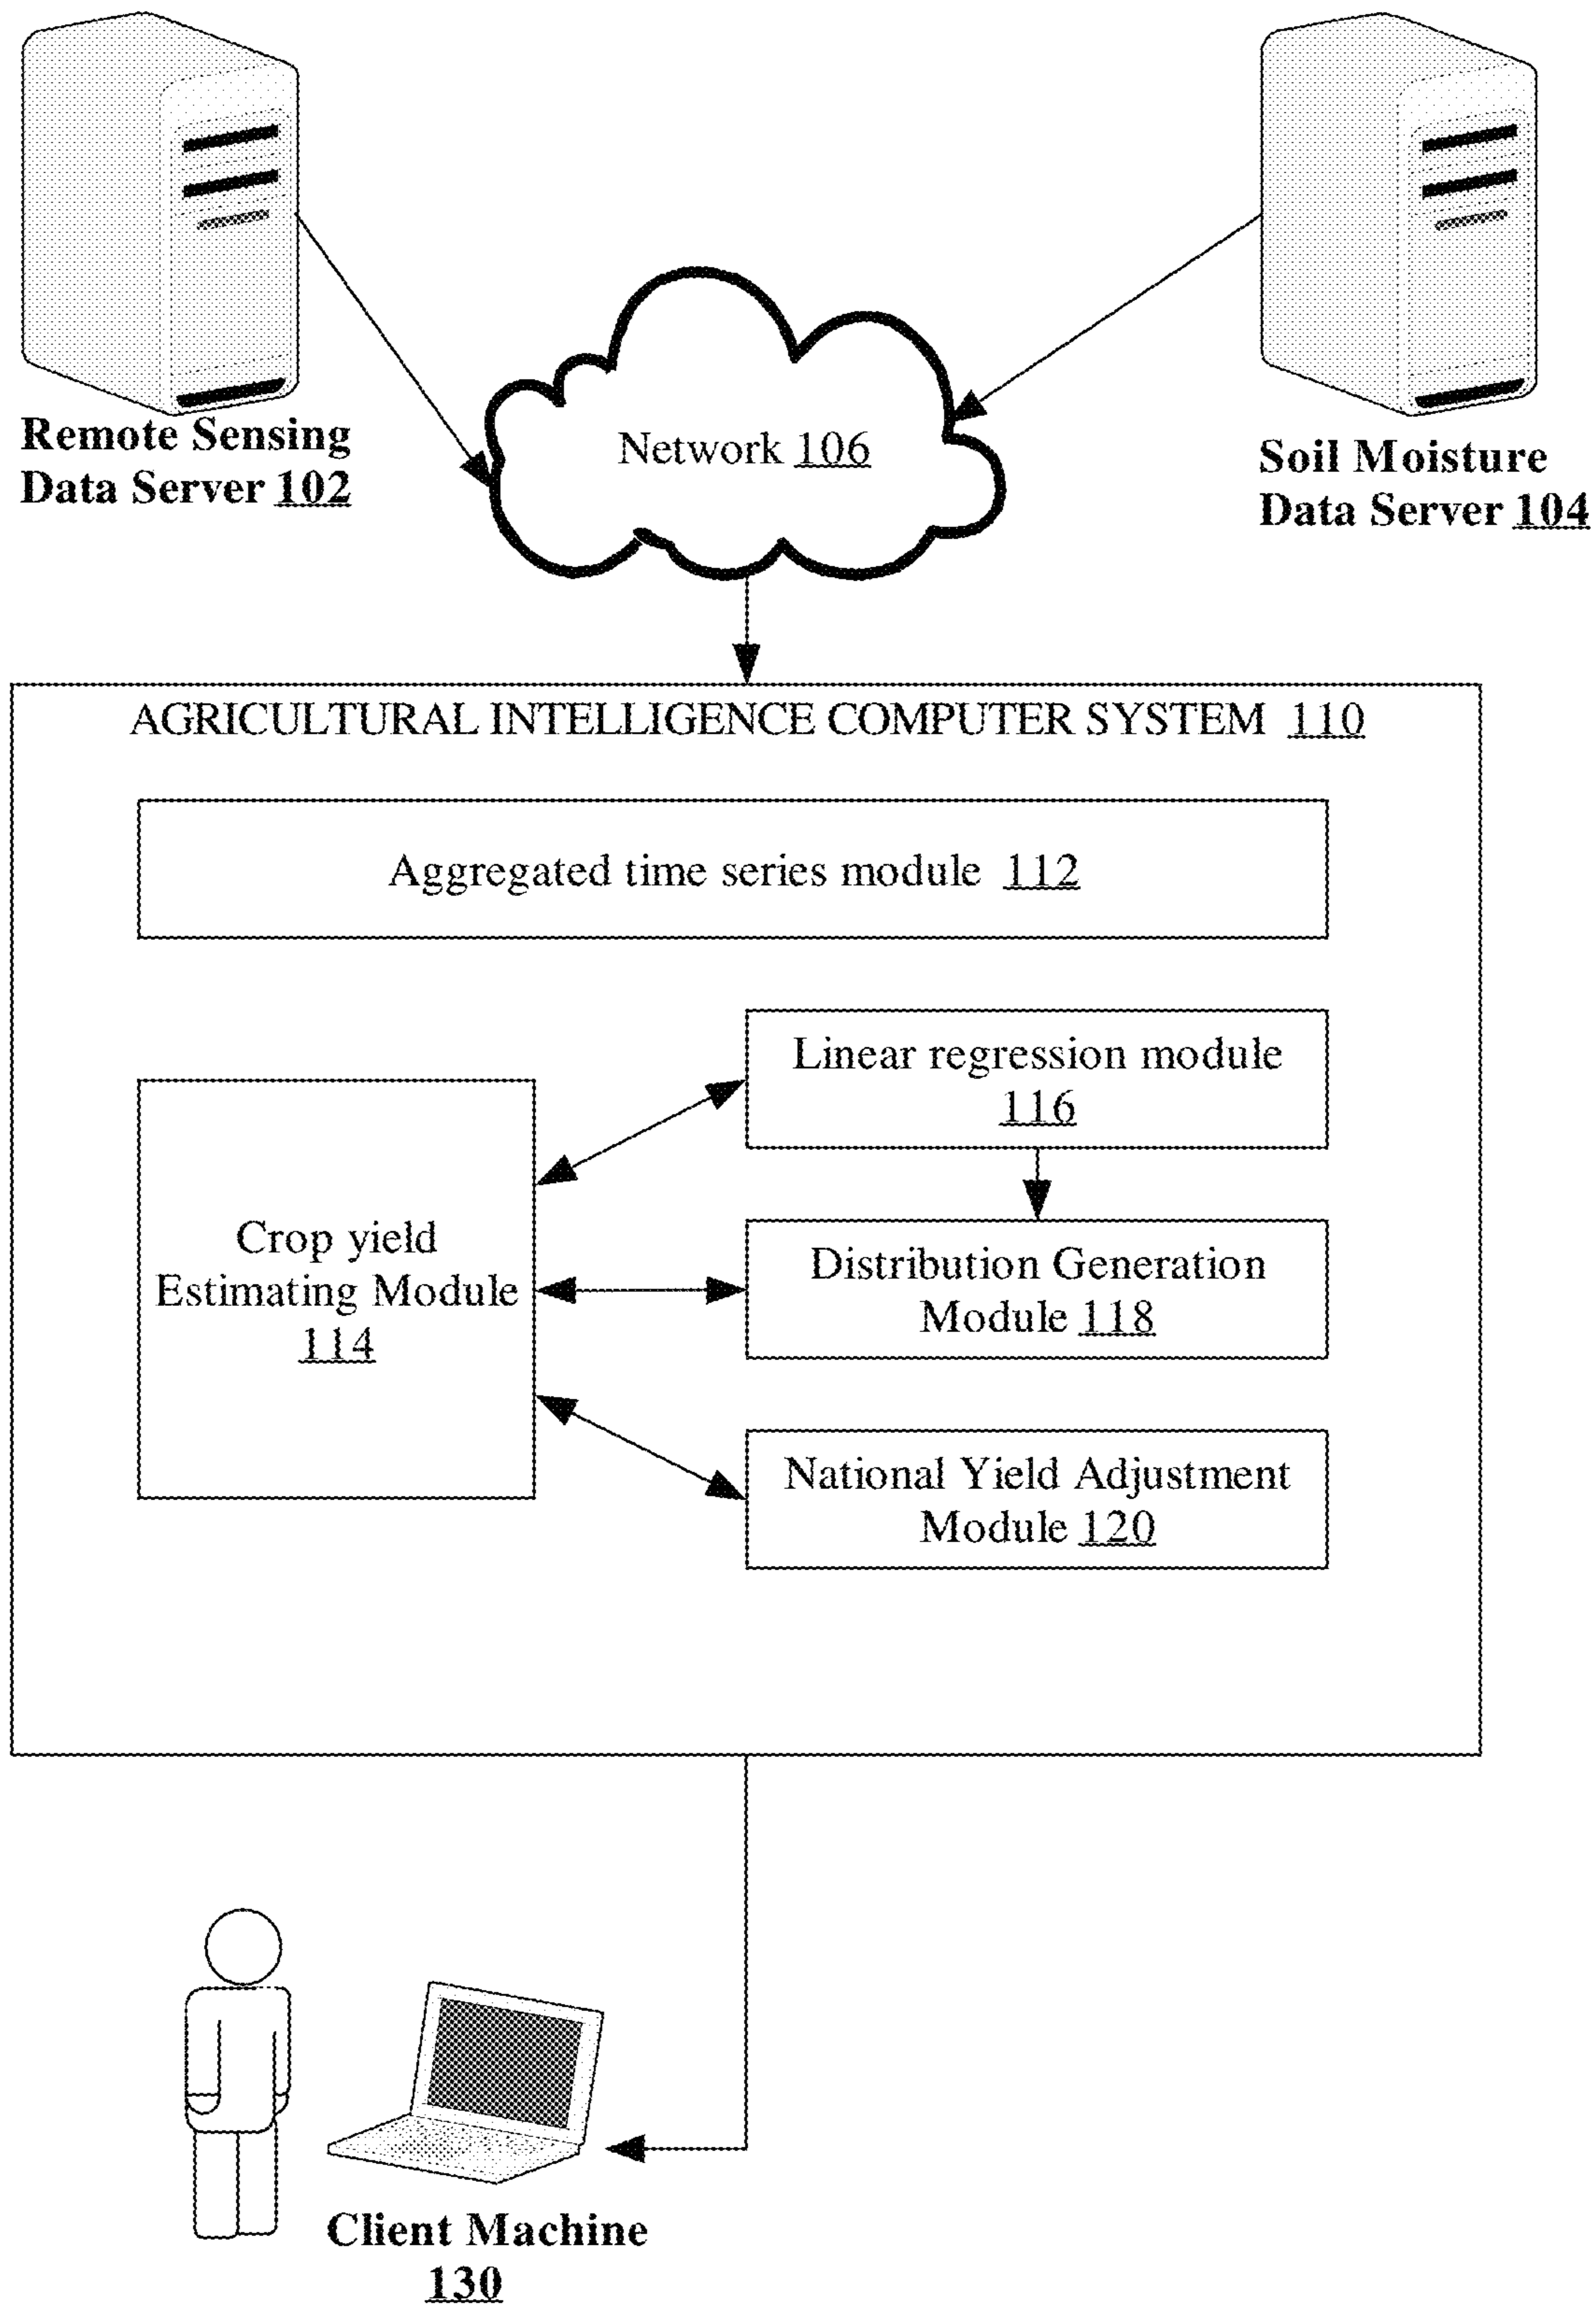 Remote Sensing
Data Server 102
Network 106
Soil Moisture
Data Server 104
AGRICULTURAL INTELLIGENCE COMPUTER SYSTEM 110
Aggregated time series module 112
Linear regression module
116
Crop yield
Estimating Module
114
Distribution Generation
Module 118
National Yield Adjustment
Module 120
Client Machine
130